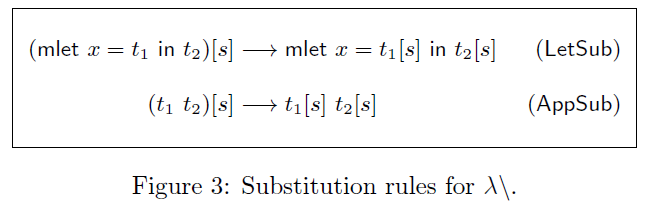 (mlet x = t₁ in t₂)[s] ⟶ mlet x = t₁[s] in t₂[s] (LetSub)
(t₁ t₂)[s] ⟶ t₁[s] t₂[s] (AppSub)
Figure 3: Substitution rules for λ\.